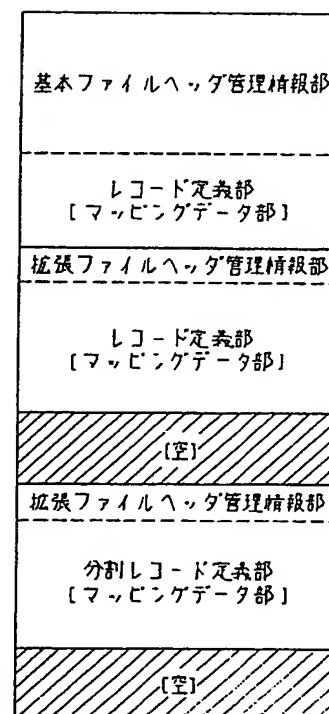 基本ファイルヘッダ管理情報部
レコード定義部
[マッピングデータ部]
拡張ファイルヘッダ管理情報部
レコード定義部
[マッピングデータ部]
[空]
拡張ファイルヘッダ管理情報部
分割レコード定義部
[マッピングデータ部]
[空]